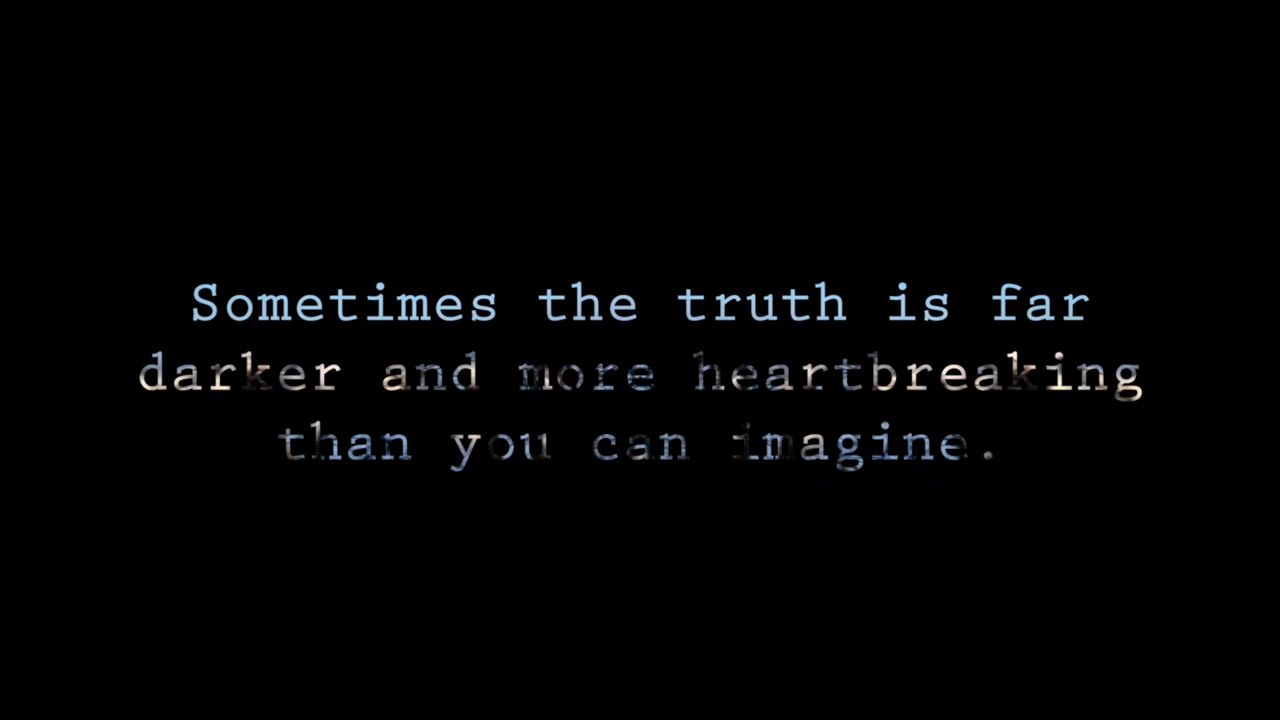 Sometimes the truth is far
darker and more heartbreaking
than you can imagine.